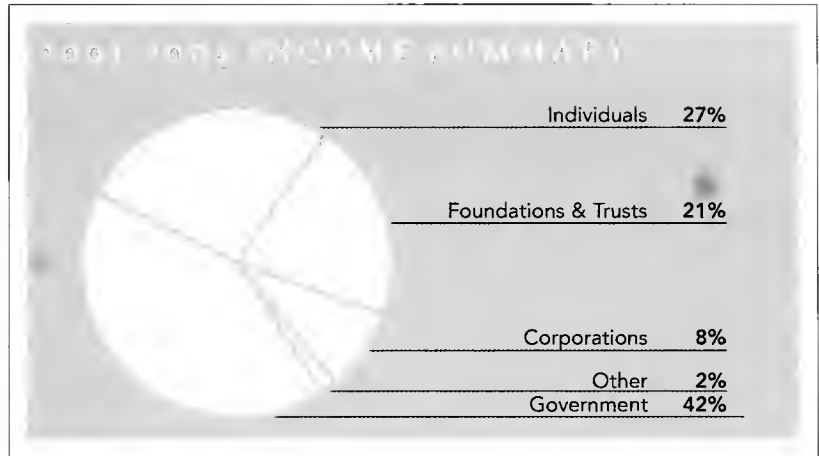 INCOME SUMMARY
Individuals 27%
Foundations & Trusts 21%
Corporations 8%
Other 2%
Government 42%